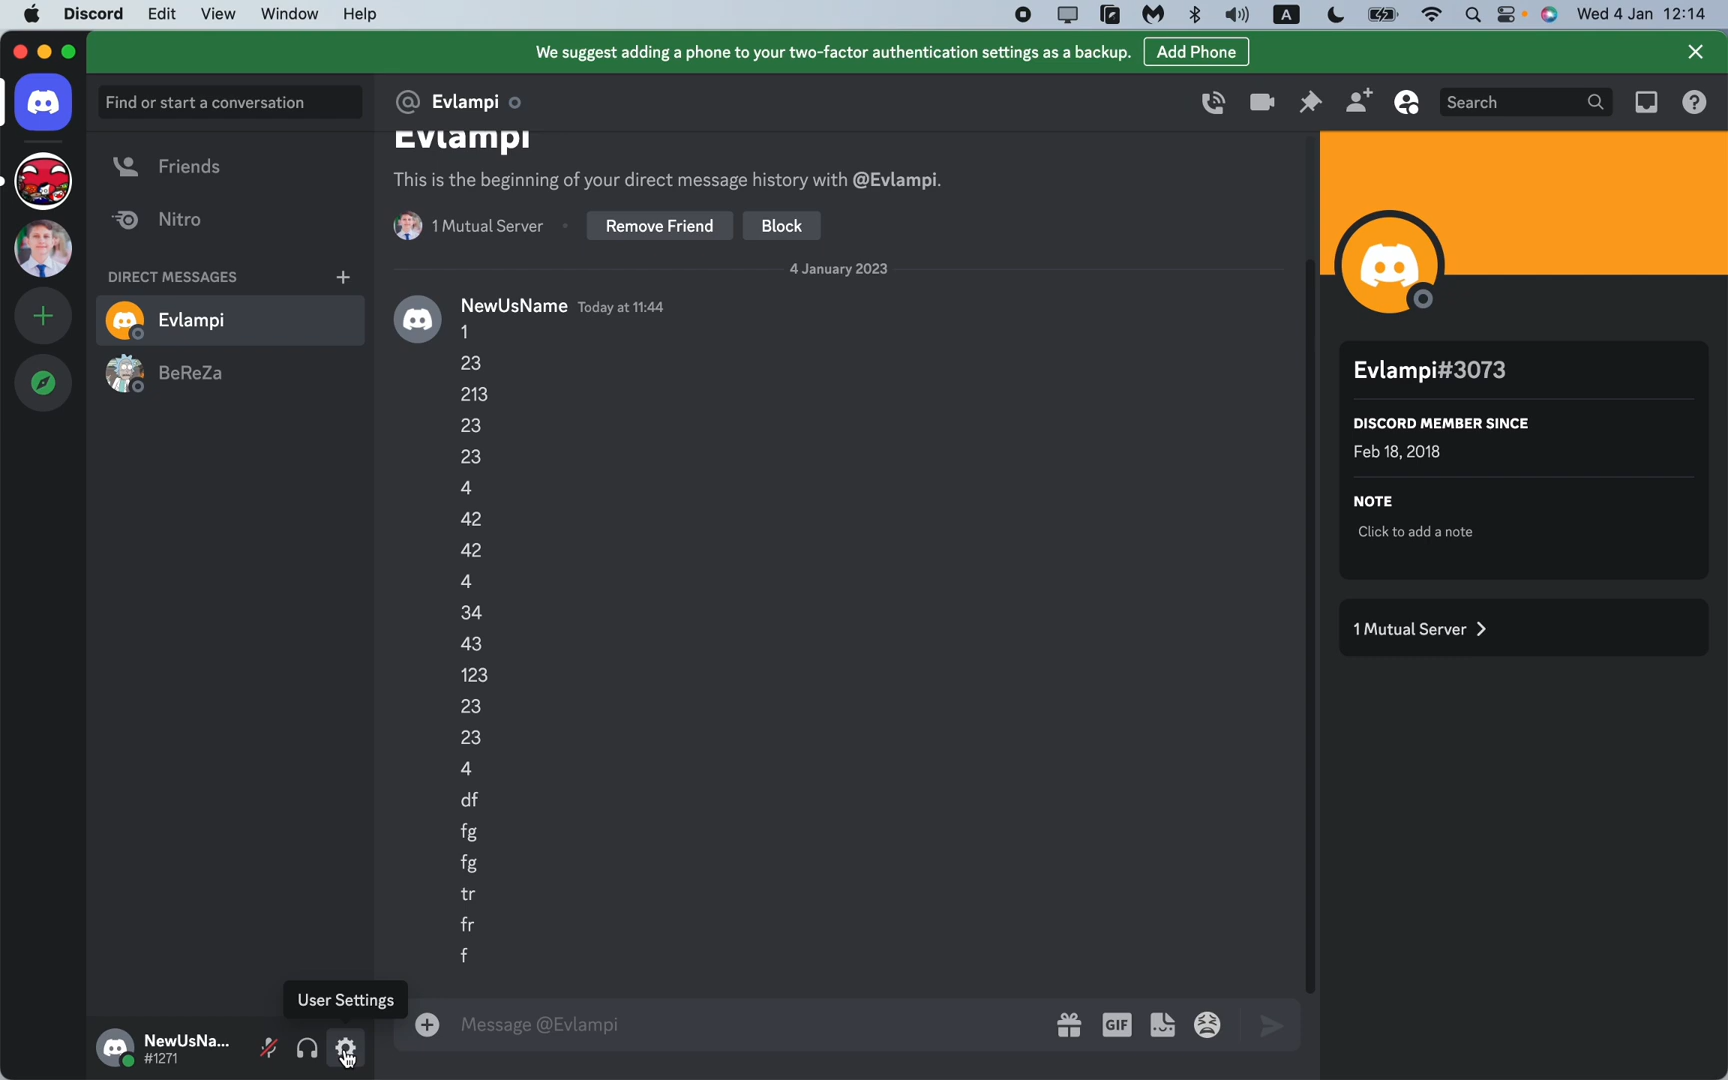 Discord Edit View Window Help A Wed 4 Jan 12:14
We suggest adding a phone to your two-factor authentication settings as a backup. Add Phone
Find or start a conversation
Evlampi
Search
Friends
Nitro
DIRECT MESSAGES
Evlampi
BeReZa
Evlampi
This is the beginning of your direct message history with @Evlampi.
1 Mutual Server Remove Friend Block
4 January 2023
NewUsName Today at 11:44
1
23
213
23
23
4
42
42
4
34
43
123
23
23
4
df
fg
fg
tr
fr
f
Evlampi#3073
DISCORD MEMBER SINCE
Feb 18, 2018
NOTE
Click to add a note
1 Mutual Server
User Settings
NewUsNa...
#1271
Message @Evlampi
GIF